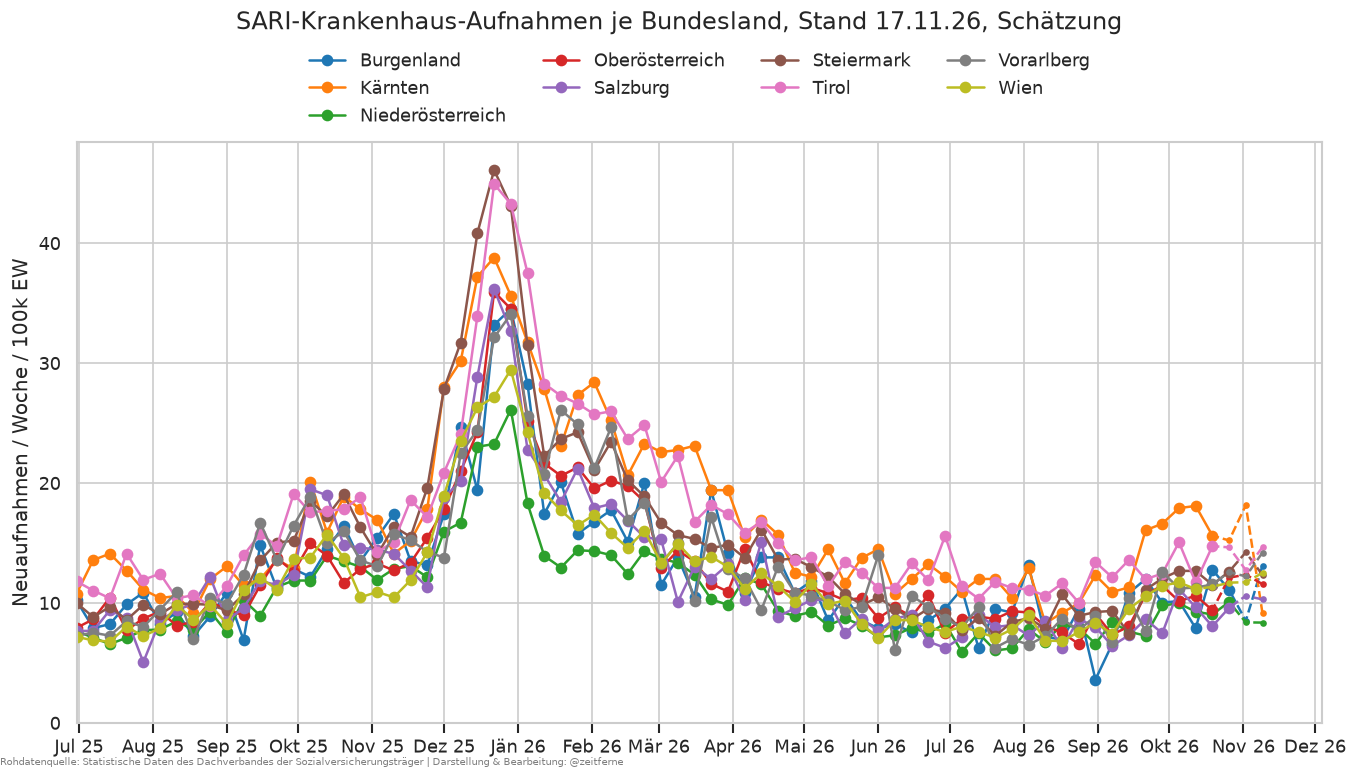 SARI-Krankenhaus-Aufnahmen je Bundesland, Stand 17.11.26, Schätzung
Burgenland
Oberösterreich
Steiermark
Vorarlberg
Kärnten
Salzburg
Tirol
Wien
Niederösterreich
Neuaufnahmen / Woche / 100k EW
40
30
20
10
0
Jul 25 Aug 25 Sep 25 Okt 25 Nov 25 Dez 25 Jän 26 Feb 26 Mär 26 Apr 26 Mai 26 Jun 26 Jul 26 Aug 26 Sep 26 Okt 26 Nov 26 Dez 26
Rohdatenquelle: Statistische Daten des Dachverbandes der Sozialversicherungsträger | Darstellung & Bearbeitung: @zeitferne